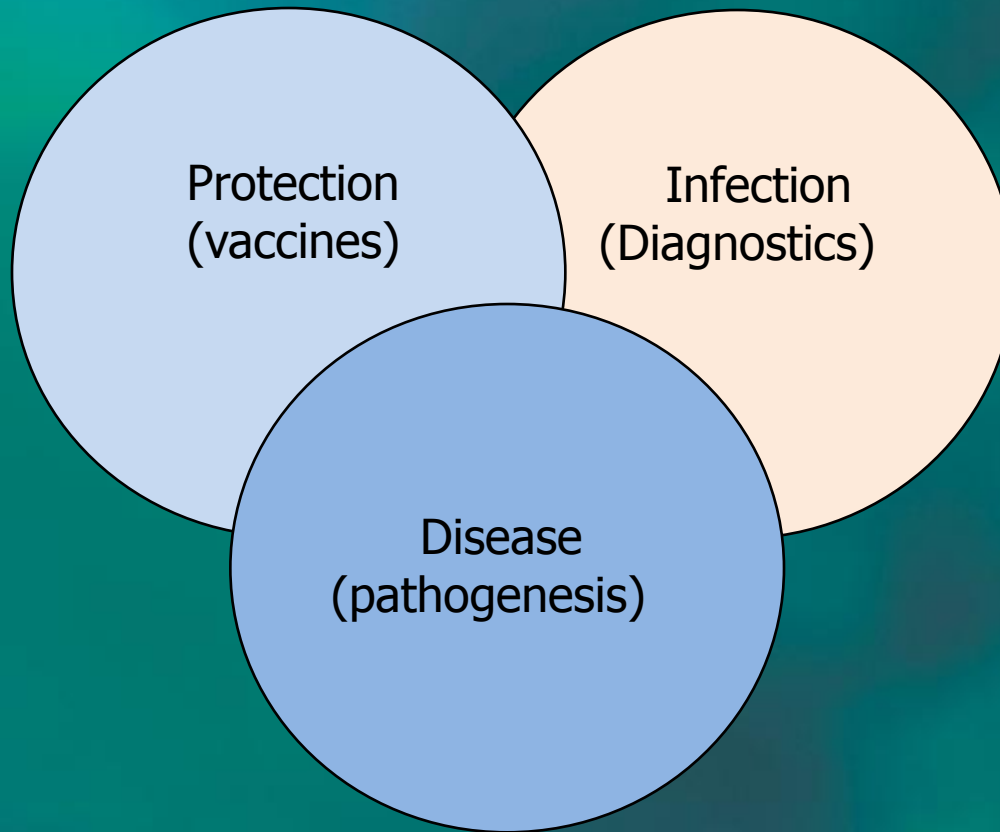 Protection
(vaccines)
Infection
(Diagnostics)
Disease
(pathogenesis)